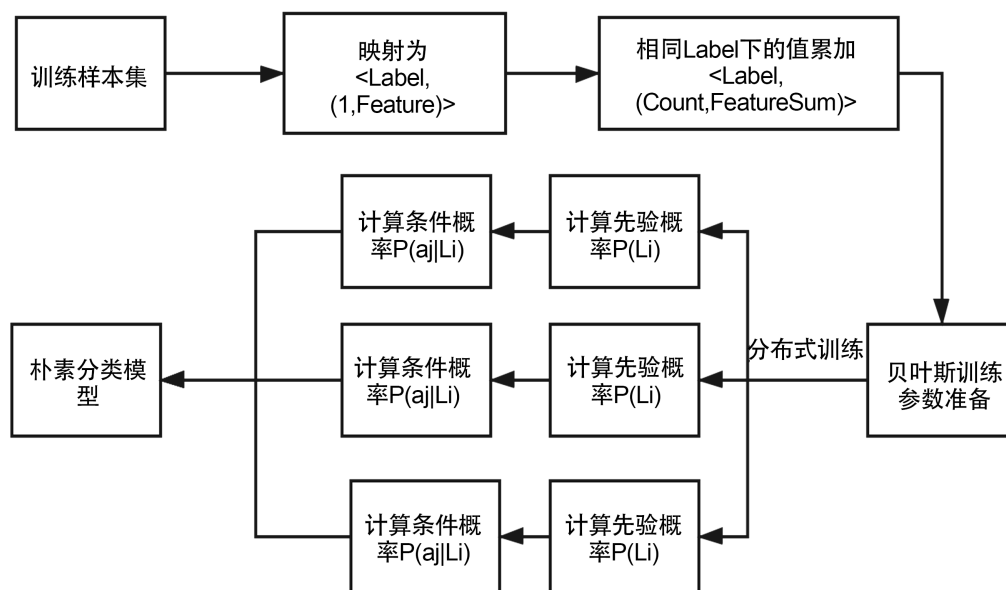 训练样本集
映射为
<Label,
(1,Feature)>
相同Label下的值累加
<Label,
(Count,FeatureSum)>
计算条件概
率P(aj|Li)
计算先验概
率P(Li)
朴素分类模
型
计算条件概
率P(aj|Li)
计算先验概
率P(Li)
分布式训练
贝叶斯训练
参数准备
计算条件概
率P(aj|Li)
计算先验概
率P(Li)